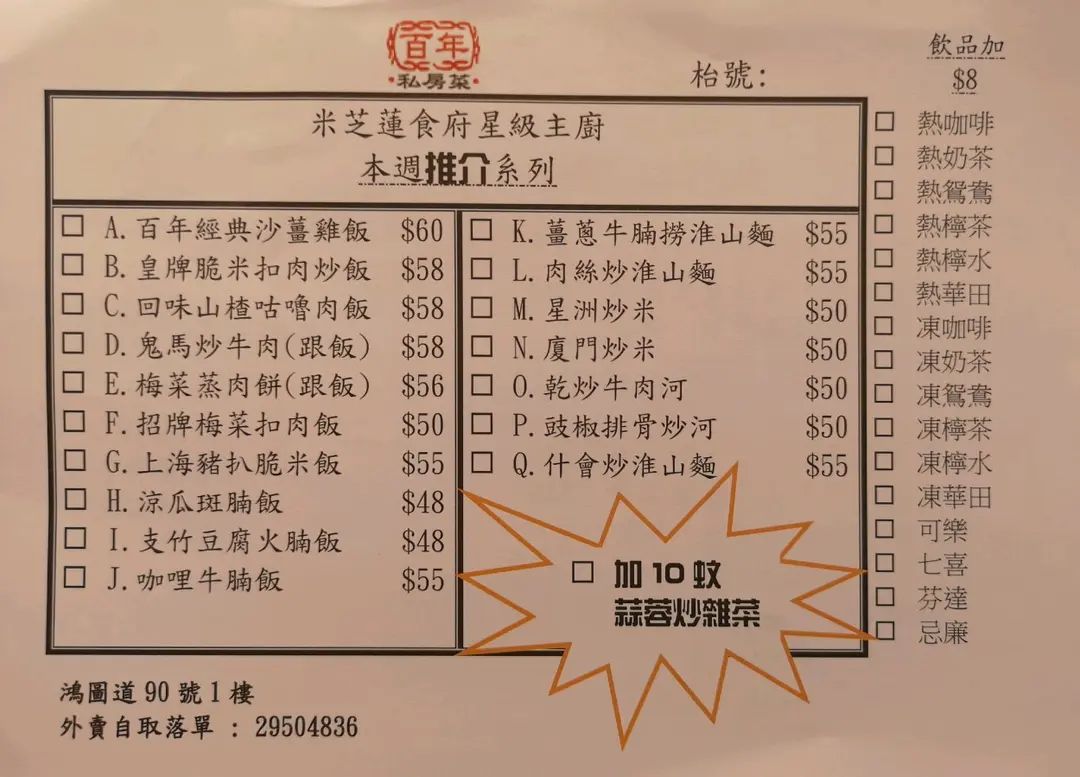 百年
•私房菜•
枱號:
飲品加
$8
米芝蓮食府星級主廚
本週推介系列
□ A.百年經典沙薑雞飯 $60
□ B.皇牌脆米扣肉炒飯 $58
□ C.回味山楂咕嚕肉飯 $58
□ D.鬼馬炒牛肉(跟飯) $58
□ E.梅菜蒸肉餅(跟飯) $56
□ F.招牌梅菜扣肉飯 $50
□ G.上海豬扒脆米飯 $55
□ H.涼瓜斑腩飯 $48
□ I.支竹豆腐火腩飯 $48
□ J.咖哩牛腩飯 $55
□ K.薑蔥牛腩撈淮山麵 $55
□ L.肉絲炒淮山麵 $55
□ M.星洲炒米 $50
□ N.廈門炒米 $50
□ O.乾炒牛肉河 $50
□ P.豉椒排骨炒河 $50
□ Q.什會炒淮山麵 $55
□ 加10蚊
蒜蓉炒雜菜
□ 熱咖啡
□ 熱奶茶
□ 熱鴛鴦
□ 熱檸茶
□ 熱檸水
□ 熱華田
□ 凍咖啡
□ 凍奶茶
□ 凍鴛鴦
□ 凍檸茶
□ 凍檸水
□ 凍華田
□ 可樂
□ 七喜
□ 芬達
□ 忌廉
鴻圖道90號1樓
外賣自取落單 : 29504836